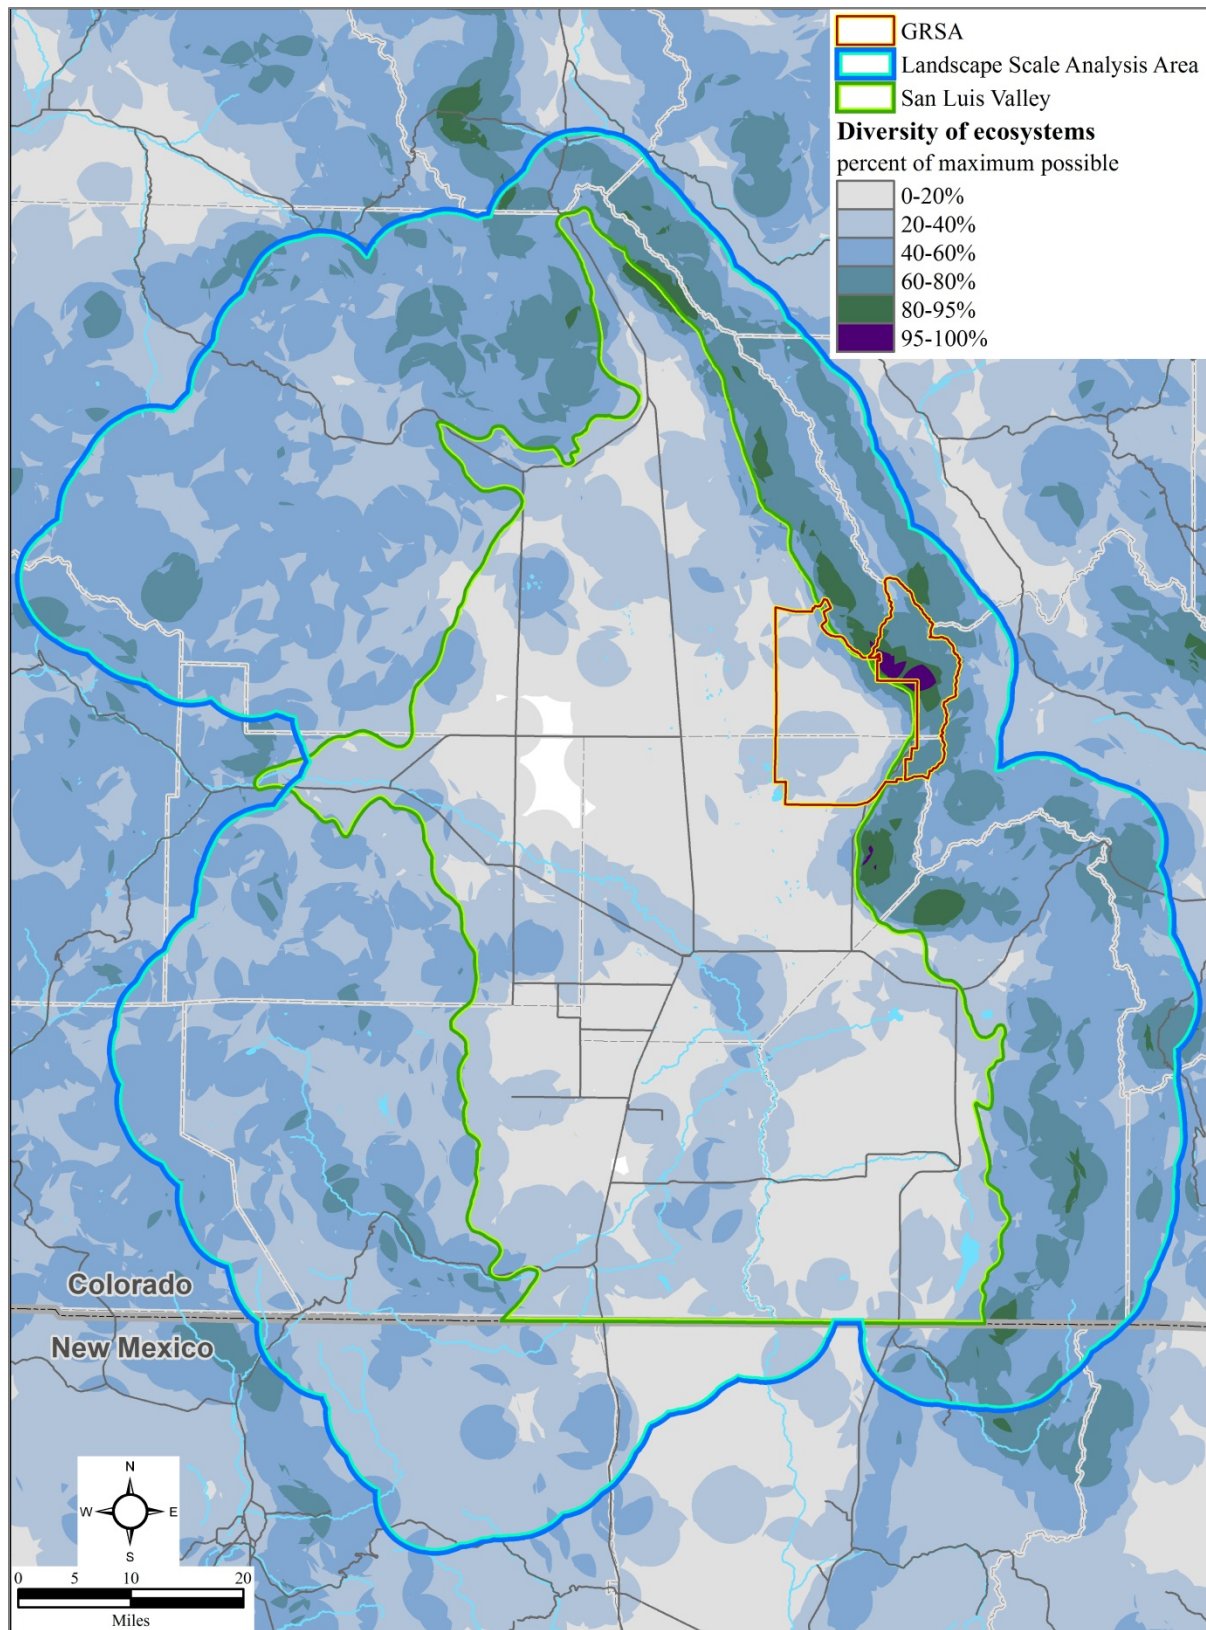 GRSA
Landscape Scale Analysis Area
San Luis Valley
Diversity of ecosystems
percent of maximum possible
0-20%
20-40%
40-60%
60-80%
80-95%
95-100%
Colorado
New Mexico
N
W E
S
0 5 10 20
Miles